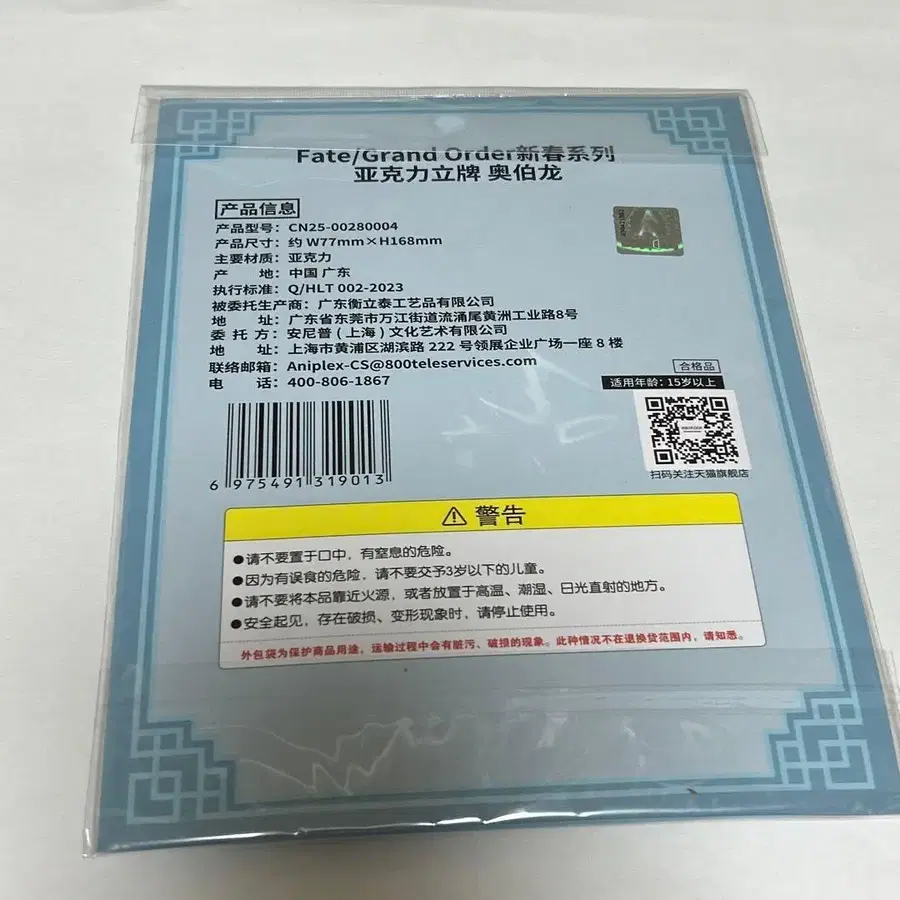 Fate/Grand Order新春系列
亚克力立牌 奥伯龙
产品信息
产品型号：CN25-00280004
产品尺寸：约 W77mm×H168mm
主要材质：亚克力
产 地：中国 广东
执行标准：Q/HLT 002-2023
被委托生产商：广东衡立泰工艺品有限公司
地 址：广东省东莞市万江街道流涌尾黄洲工业路8号
委 托 方：安尼普（上海）文化艺术有限公司
地 址：上海市黄浦区湖滨路 222 号领展企业广场一座 8 楼
联络邮箱：Aniplex-CS@800teleservices.com
电 话：400-806-1867
合格品
适用年龄：15岁以上
扫码关注天猫旗舰店
6 975491 319013
⚠ 警告
●请不要置于口中，有窒息的危险。
●因为有误食的危险，请不要交予3岁以下的儿童。
●请不要将本品靠近火源，或者放置于高温、潮湿、日光直射的地方。
●安全起见，存在破损、变形现象时，请停止使用。
外包袋为保护商品用途，运输过程中会有脏污、破损的现象。此种情况不在退换货范围内，请知悉。